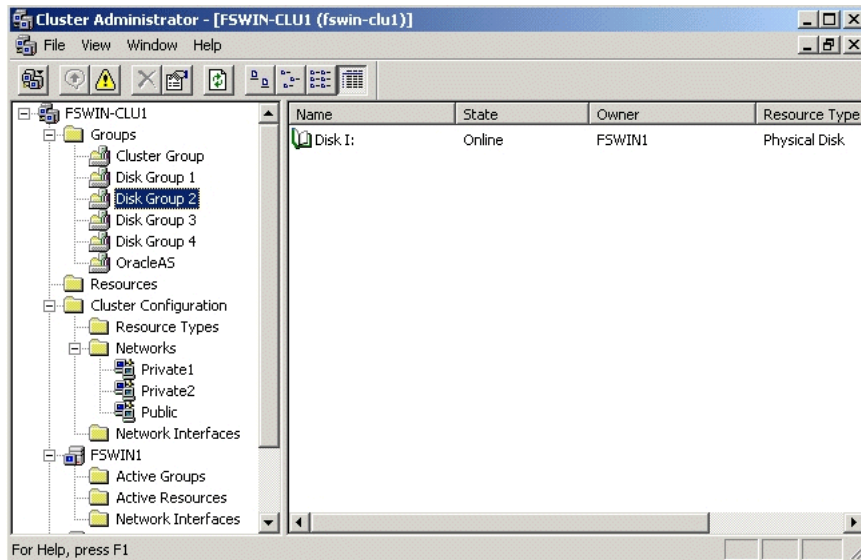 Cluster Administrator - [FSWIN-CLU1 (fswin-clu1)]
File View Window Help
FSWIN-CLU1
Groups
Cluster Group
Disk Group 1
Disk Group 2
Disk Group 3
Disk Group 4
OracleAS
Resources
Cluster Configuration
Resource Types
Networks
Private1
Private2
Public
Network Interfaces
FSWIN1
Active Groups
Active Resources
Network Interfaces
Name State Owner Resource Type
Disk I: Online FSWIN1 Physical Disk
For Help, press F1